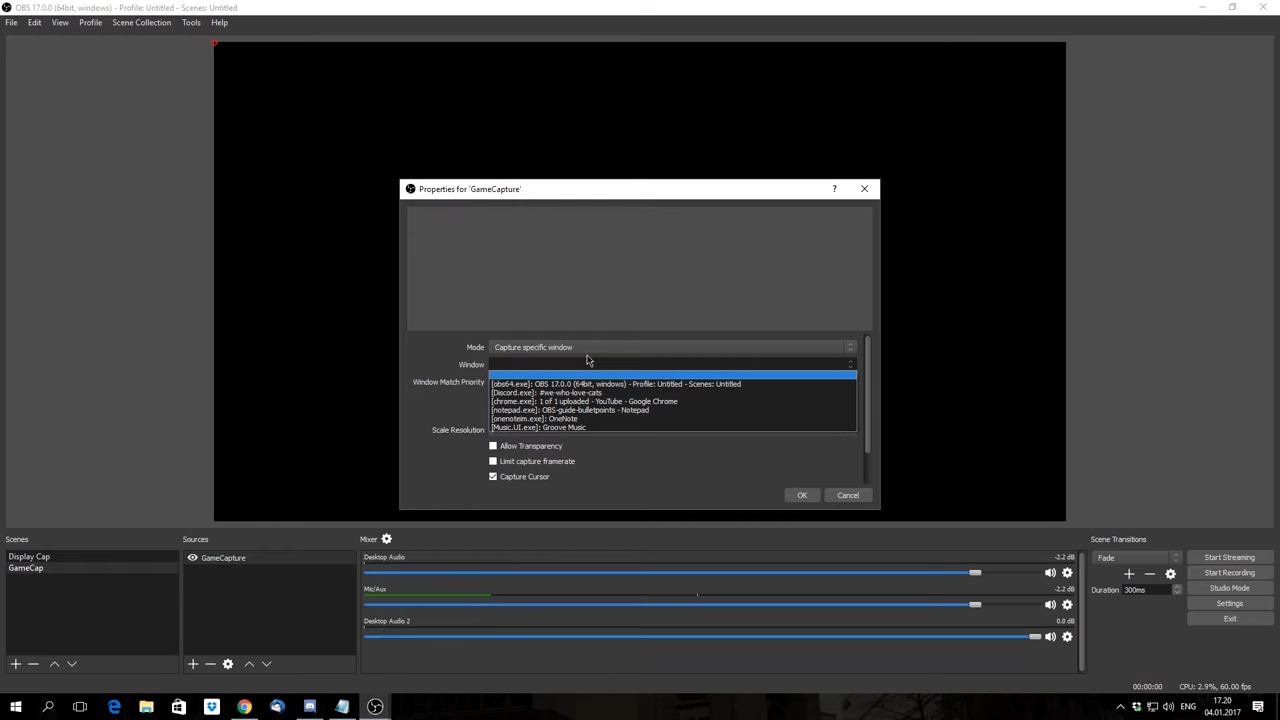 OBS 17.0.0 (64bit, windows) - Profile: Untitled - Scenes: Untitled
File Edit View Profile Scene Collection Tools Help
Properties for 'GameCapture'
?
Mode Capture specific window
Window
Window Match Priority
[obs64.exe]: OBS 17.0.0 (64bit, windows) - Profile: Untitled - Scenes: Untitled
[Discord.exe]: #we-who-love-cats
[chrome.exe]: 1 of 1 uploaded - YouTube - Google Chrome
[notepad.exe]: OBS-guide-bulletpoints - Notepad
[onenoteim.exe]: OneNote
[Music.UI.exe]: Groove Music
Scale Resolution
Allow Transparency
Limit capture framerate
Capture Cursor
OK Cancel
Scenes
Display Cap
GameCap
Sources
GameCapture
Mixer
Desktop Audio -2.2 dB
Mic/Aux -2.2 dB
Desktop Audio 2 0.0 dB
Scene Transitions
Fade
Duration 300ms
Start Streaming
Start Recording
Studio Mode
Settings
Exit
00:00:00 CPU: 2.9%, 60.00 fps
ENG
17.20
04.01.2017